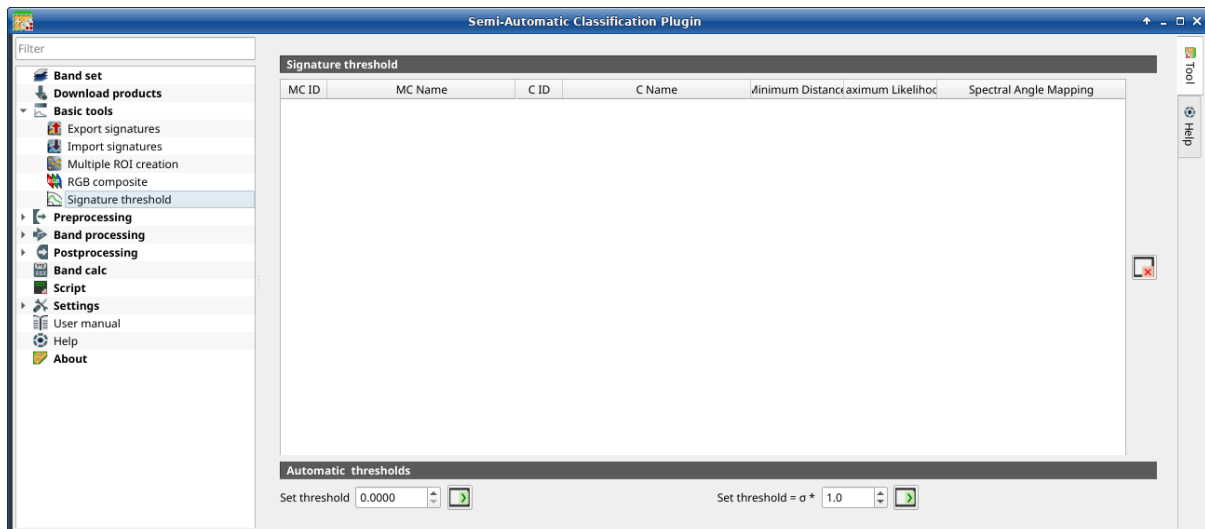 Semi-Automatic Classification Plugin
Filter
Band set
Download products
Basic tools
Export signatures
Import signatures
Multiple ROI creation
RGB composite
Signature threshold
Preprocessing
Band processing
Postprocessing
Band calc
Script
Settings
User manual
Help
About
Signature threshold
MC ID MC Name C ID C Name Minimum Distance aximum Likelihoo Spectral Angle Mapping
Automatic thresholds
Set threshold 0.0000 Set threshold = σ * 1.0
Tool
Help